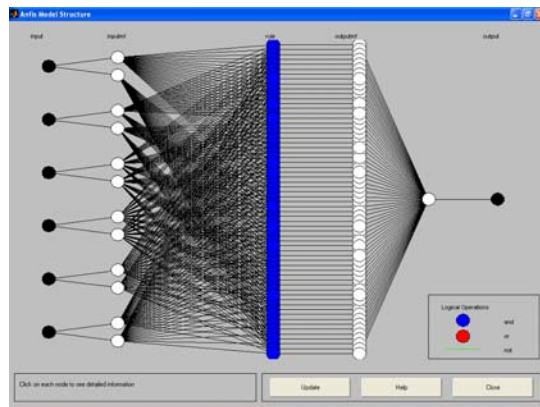 Anfis Model Structure
input inputmf rule outputmf output
Logical Operations
and
or
not
Click on each node to see detailed information
Update Help Close